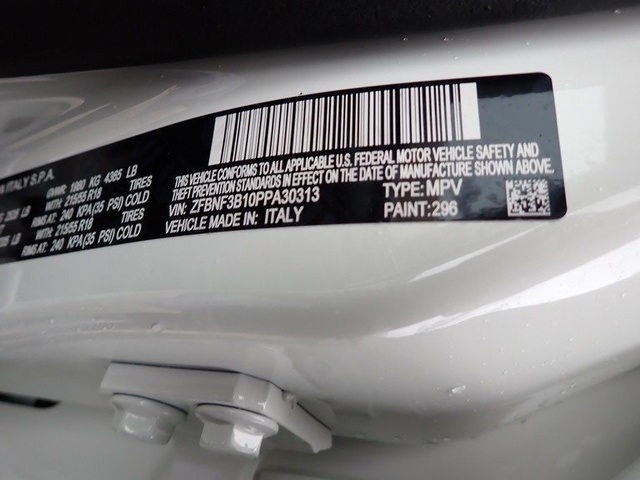 ITALY S.P.A.
GVWR: 1980 KG 4365 LB
WITH: 215/55 R18 TIRES
RIMS AT: 240 KPA (35 PSI) COLD
WITH: 215/55 R18 TIRES
RIMS AT: 240 KPA (35 PSI) COLD
THIS VEHICLE CONFORMS TO ALL APPLICABLE U.S. FEDERAL MOTOR VEHICLE SAFETY AND
THEFT PREVENTION STANDARDS IN EFFECT ON THE DATE OF MANUFACTURE SHOWN ABOVE.
VIN: ZFBNF3B10PPA30313 TYPE: MPV
VEHICLE MADE IN: ITALY PAINT: 296